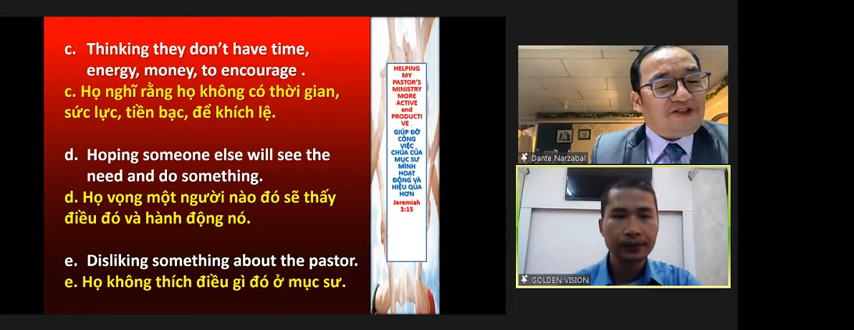 c. Thinking they don't have time,
energy, money, to encourage .
c. Họ nghĩ rằng họ không có thời gian,
sức lực, tiền bạc, để khích lệ.
d. Hoping someone else will see the
need and do something.
d. Họ vọng một người nào đó sẽ thấy
điều đó và hành động nó.
e. Disliking something about the pastor.
e. Họ không thích điều gì đó ở mục sư.
HELPING
MY
PASTOR'S
MINISTRY
MORE
ACTIVE
and
PRODUCTI
VE
GIÚP ĐỠ
CÔNG
VIỆC
CHÚA CỦA
MỤC SƯ
MÌNH
HOẠT
ĐỘNG VÀ
HIỆU QUẢ
HƠN
Jeremiah
3:15
Dante Narzabal
GOLDEN VISION